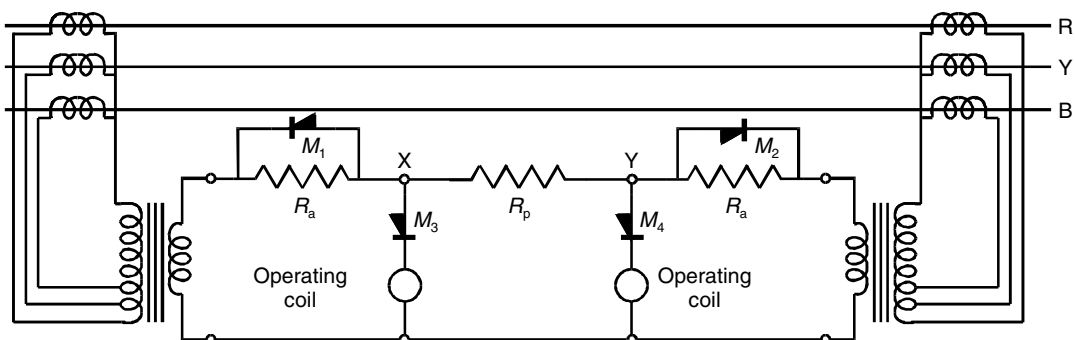 R
Y
B
M1
M2
X
Y
Ra
Rp
Ra
M3
M4
Operating
coil
Operating
coil